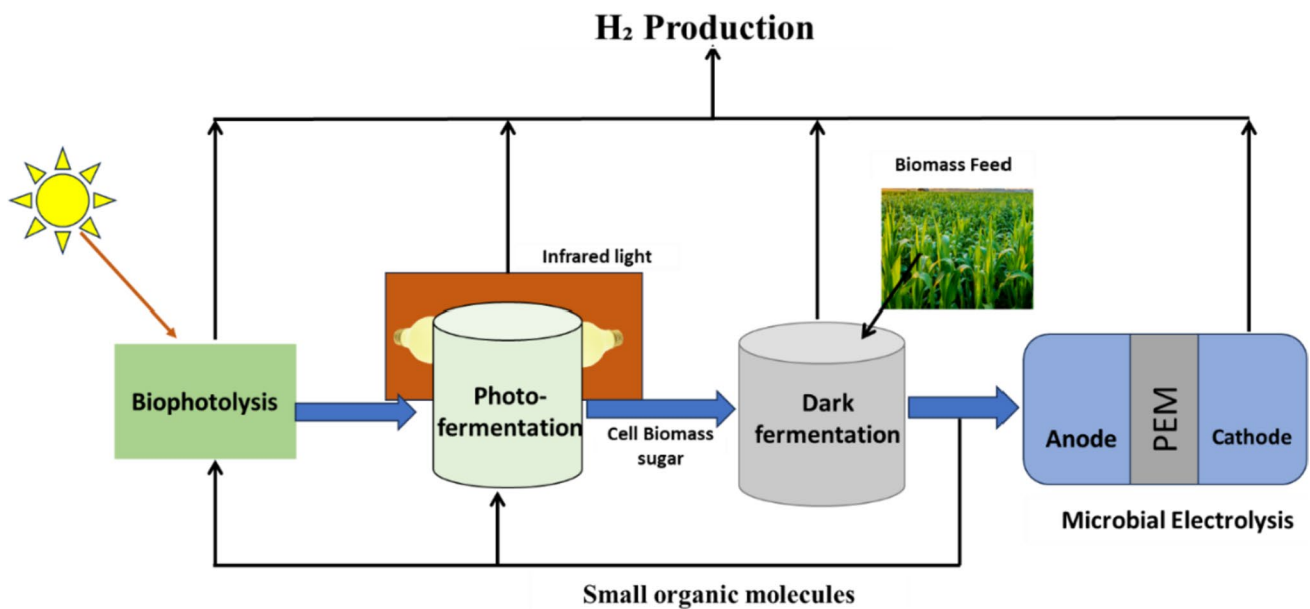 H₂ Production
Biomass Feed
Infrared light
Biophotolysis
Photo-
fermentation
Cell Biomass
sugar
Dark
fermentation
Anode
PEM
Cathode
Microbial Electrolysis
Small organic molecules